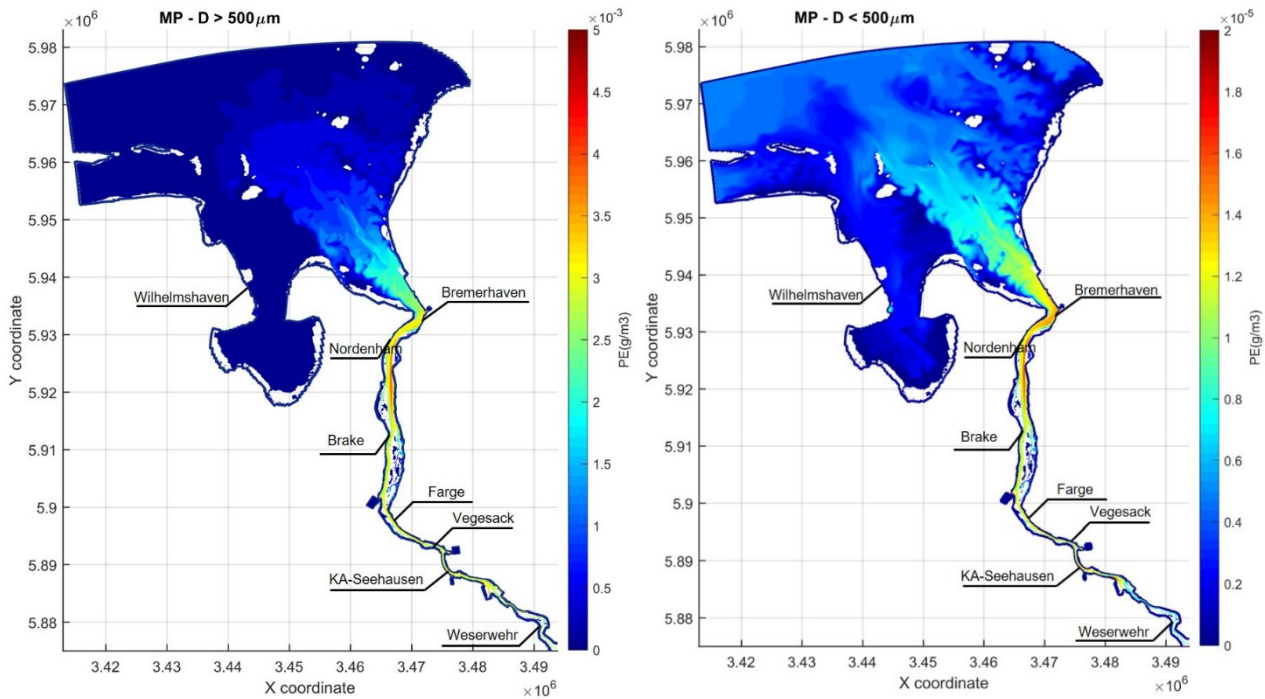 ×10⁶ MP - D > 500μm ×10⁻³
5.98
5.97
5.96
5.95
5.94
5.93
5.92
5.91
5.9
5.89
5.88
Y coordinate
Wilhelmshaven
Bremerhaven
Nordenham
Brake
Farge
Vegesack
KA-Seehausen
Weserwehr
3.42 3.43 3.44 3.45 3.46 3.47 3.48 3.49
X coordinate ×10⁶
5
4.5
4
3.5
3
2.5
2
1.5
1
0.5
0
PE(g/m3)
×10⁶ MP - D < 500μm ×10⁻⁵
5.98
5.97
5.96
5.95
5.94
5.93
5.92
5.91
5.9
5.89
5.88
Y coordinate
Wilhelmshaven
Bremerhaven
Nordenham
Brake
Farge
Vegesack
KA-Seehausen
Weserwehr
3.42 3.43 3.44 3.45 3.46 3.47 3.48 3.49
X coordinate ×10⁶
2
1.8
1.6
1.4
1.2
1
0.8
0.6
0.4
0.2
0
PE(g/m3)